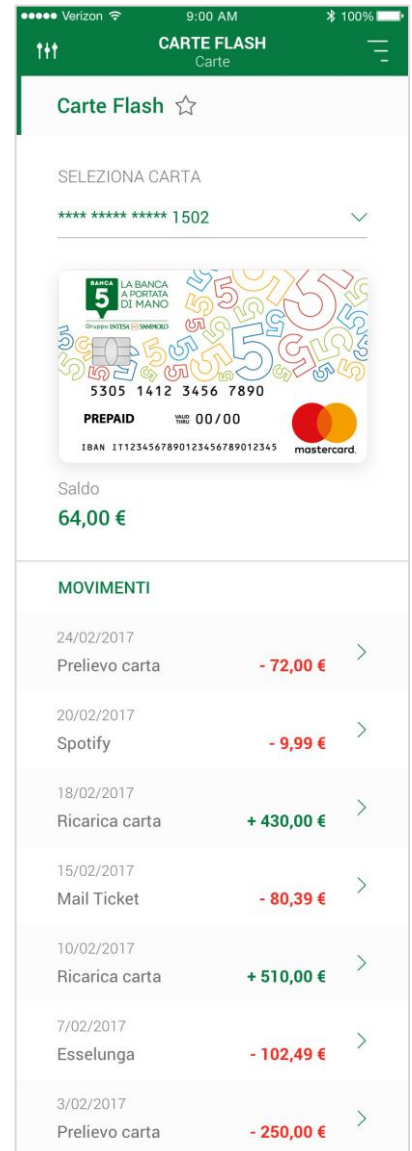 Verizon 9:00 AM 100%
CARTE FLASH
Carte
Carte Flash
SELEZIONA CARTA
**** ***** ***** 1502
BANCA 5 LA BANCA
A PORTATA
DI MANO
Gruppo INTESA SANPAOLO
5305 1412 3456 7890
PREPAID VALID THRU 00/00
IBAN IT1234567890123456789012345
mastercard.
Saldo
64,00 €
MOVIMENTI
24/02/2017
Prelievo carta - 72,00 €
20/02/2017
Spotify - 9,99 €
18/02/2017
Ricarica carta + 430,00 €
15/02/2017
Mail Ticket - 80,39 €
10/02/2017
Ricarica carta + 510,00 €
7/02/2017
Esselunga - 102,49 €
3/02/2017
Prelievo carta - 250,00 €